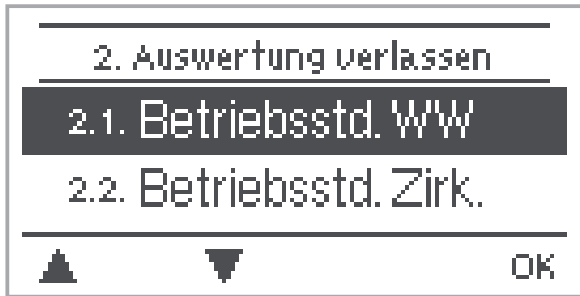 2. Auswertung verlassen
2.1. Betriebsstd. WW
2.2. Betriebsstd. Zirk.
OK